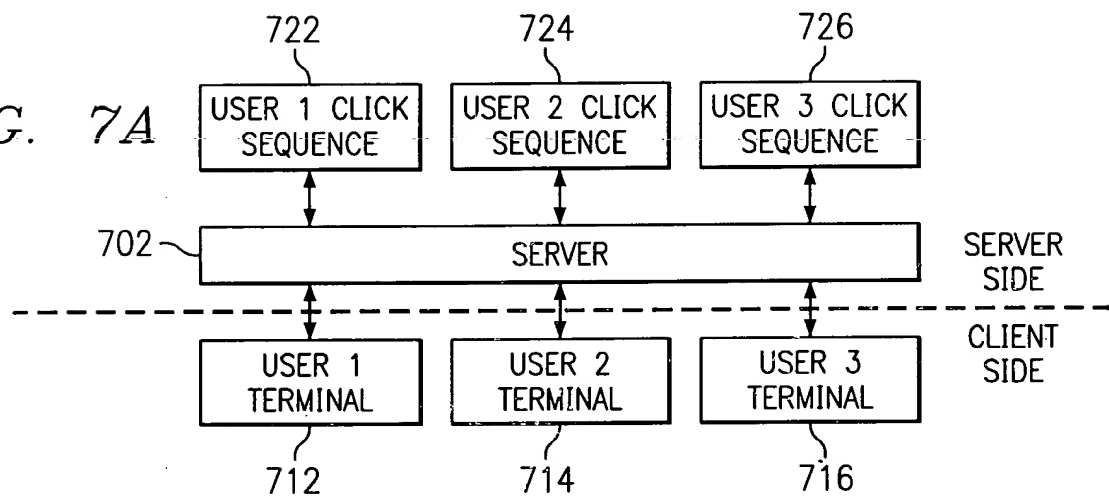 722 724 726
G. 7A
USER 1 CLICK SEQUENCE
USER 2 CLICK SEQUENCE
USER 3 CLICK SEQUENCE
702
SERVER
SERVER SIDE
CLIENT SIDE
USER 1 TERMINAL
USER 2 TERMINAL
USER 3 TERMINAL
712 714 716